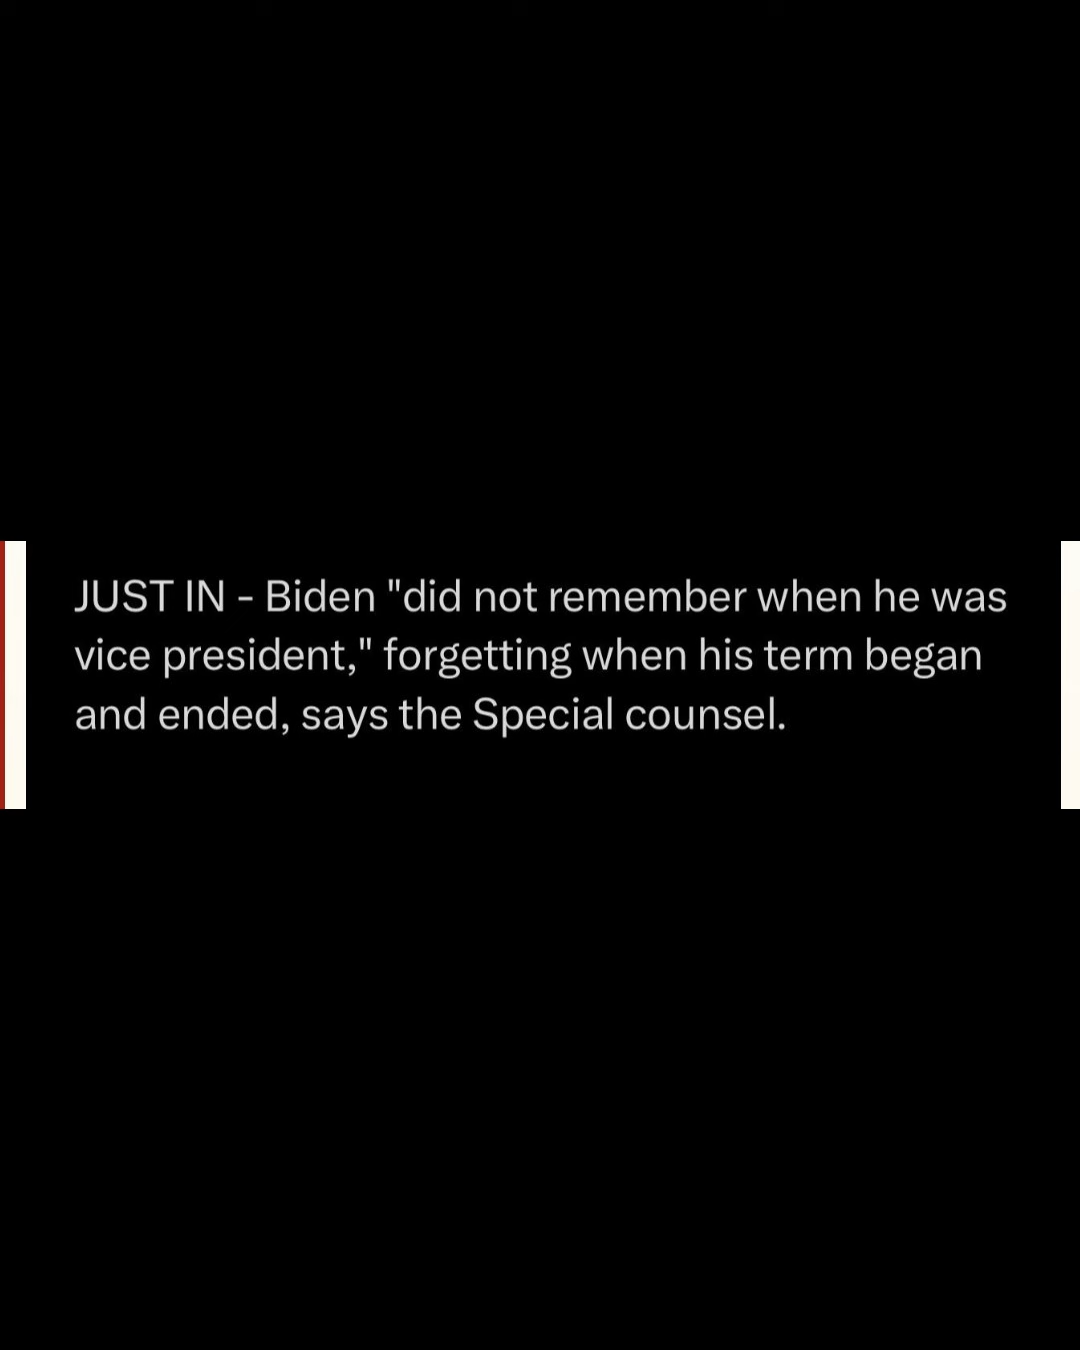 JUST IN - Biden "did not remember when he was
vice president," forgetting when his term began
and ended, says the Special counsel.